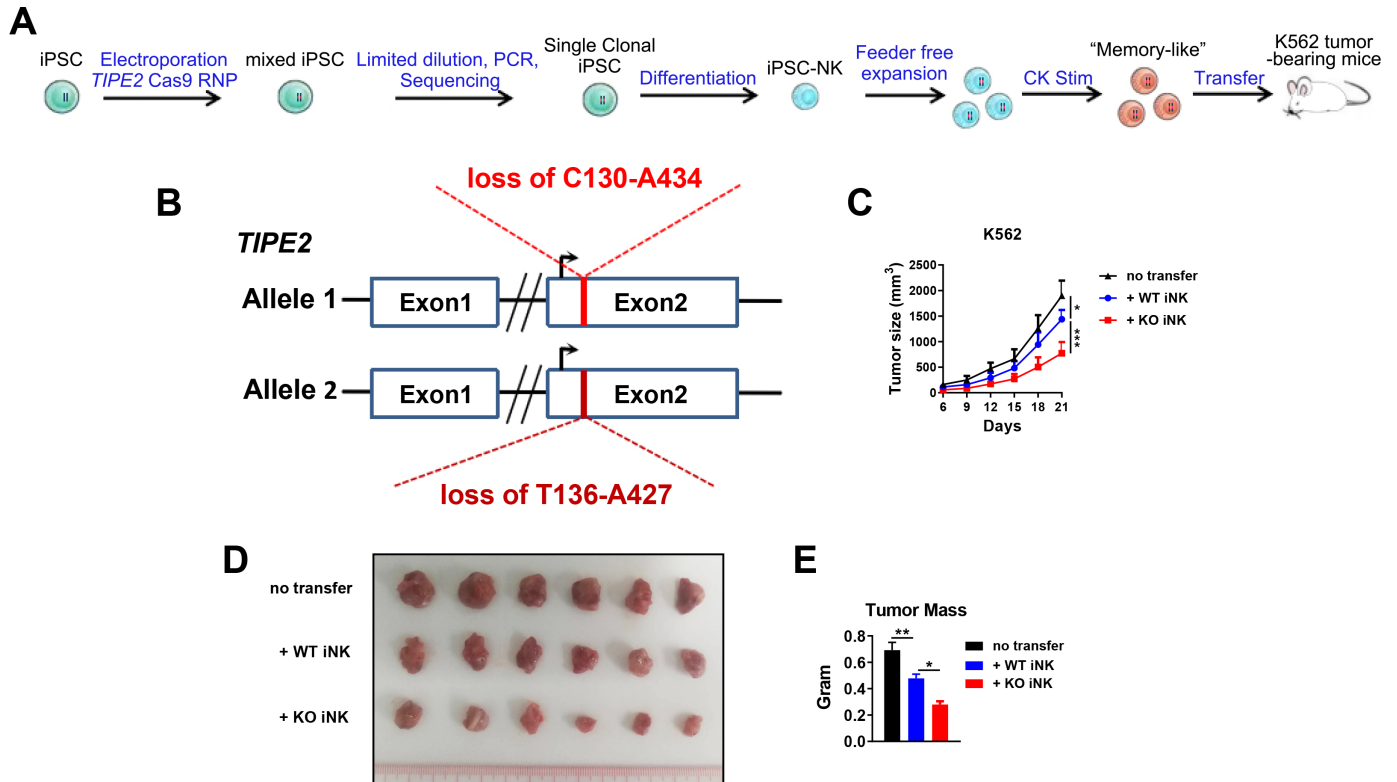 A
iPSC
Electroporation
TIPE2 Cas9 RNP
mixed iPSC
Limited dilution, PCR,
Sequencing
Single Clonal
iPSC
Differentiation
iPSC-NK
Feeder free
expansion
CK Stim
“Memory-like”
Transfer
K562 tumor
-bearing mice
B
loss of C130-A434
TIPE2
Allele 1
Exon1
Exon2
Allele 2
Exon1
Exon2
loss of T136-A427
C
K562
Tumor size (mm3)
2500
2000
1500
1000
500
0
6 9 12 15 18 21
Days
no transfer
+ WT iNK
+ KO iNK
*
***
D
no transfer
+ WT iNK
+ KO iNK
E
Tumor Mass
Gram
0.8
0.6
0.4
0.2
0.0
**
*
no transfer
+ WT iNK
+ KO iNK